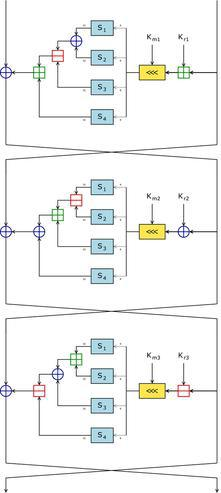 S1
S2
S3
S4
<<<
Km1
Kr1
S1
S2
S3
S4
<<<
Km2
Kr2
S1
S2
S3
S4
<<<
Km3
Kr3